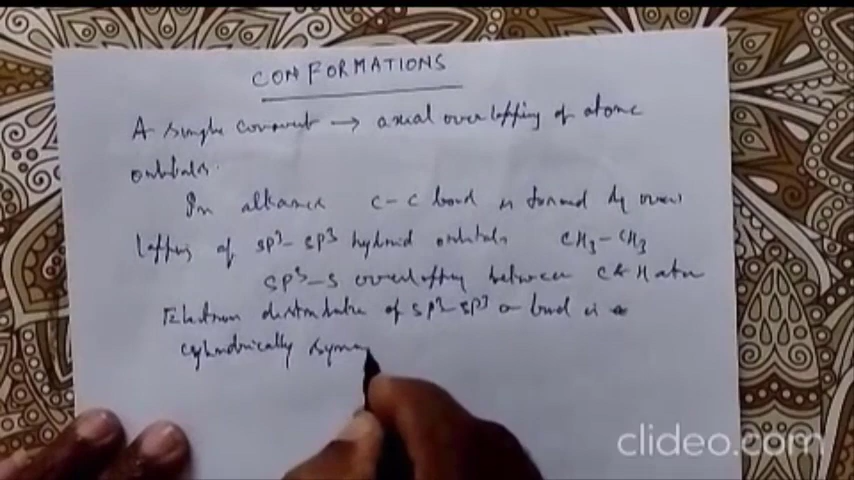 CONFORMATIONS
A single covalent → axial overlapping of atomic
orbitals.
In alkanes C-C bond is formed by over
lapping of sp³-sp³ hybrid orbitals CH₃-CH₃
sp³-s overlapping between C & H atom
Electron distribution of sp³-sp³ σ bond is
cylindrically symm
clideo.com